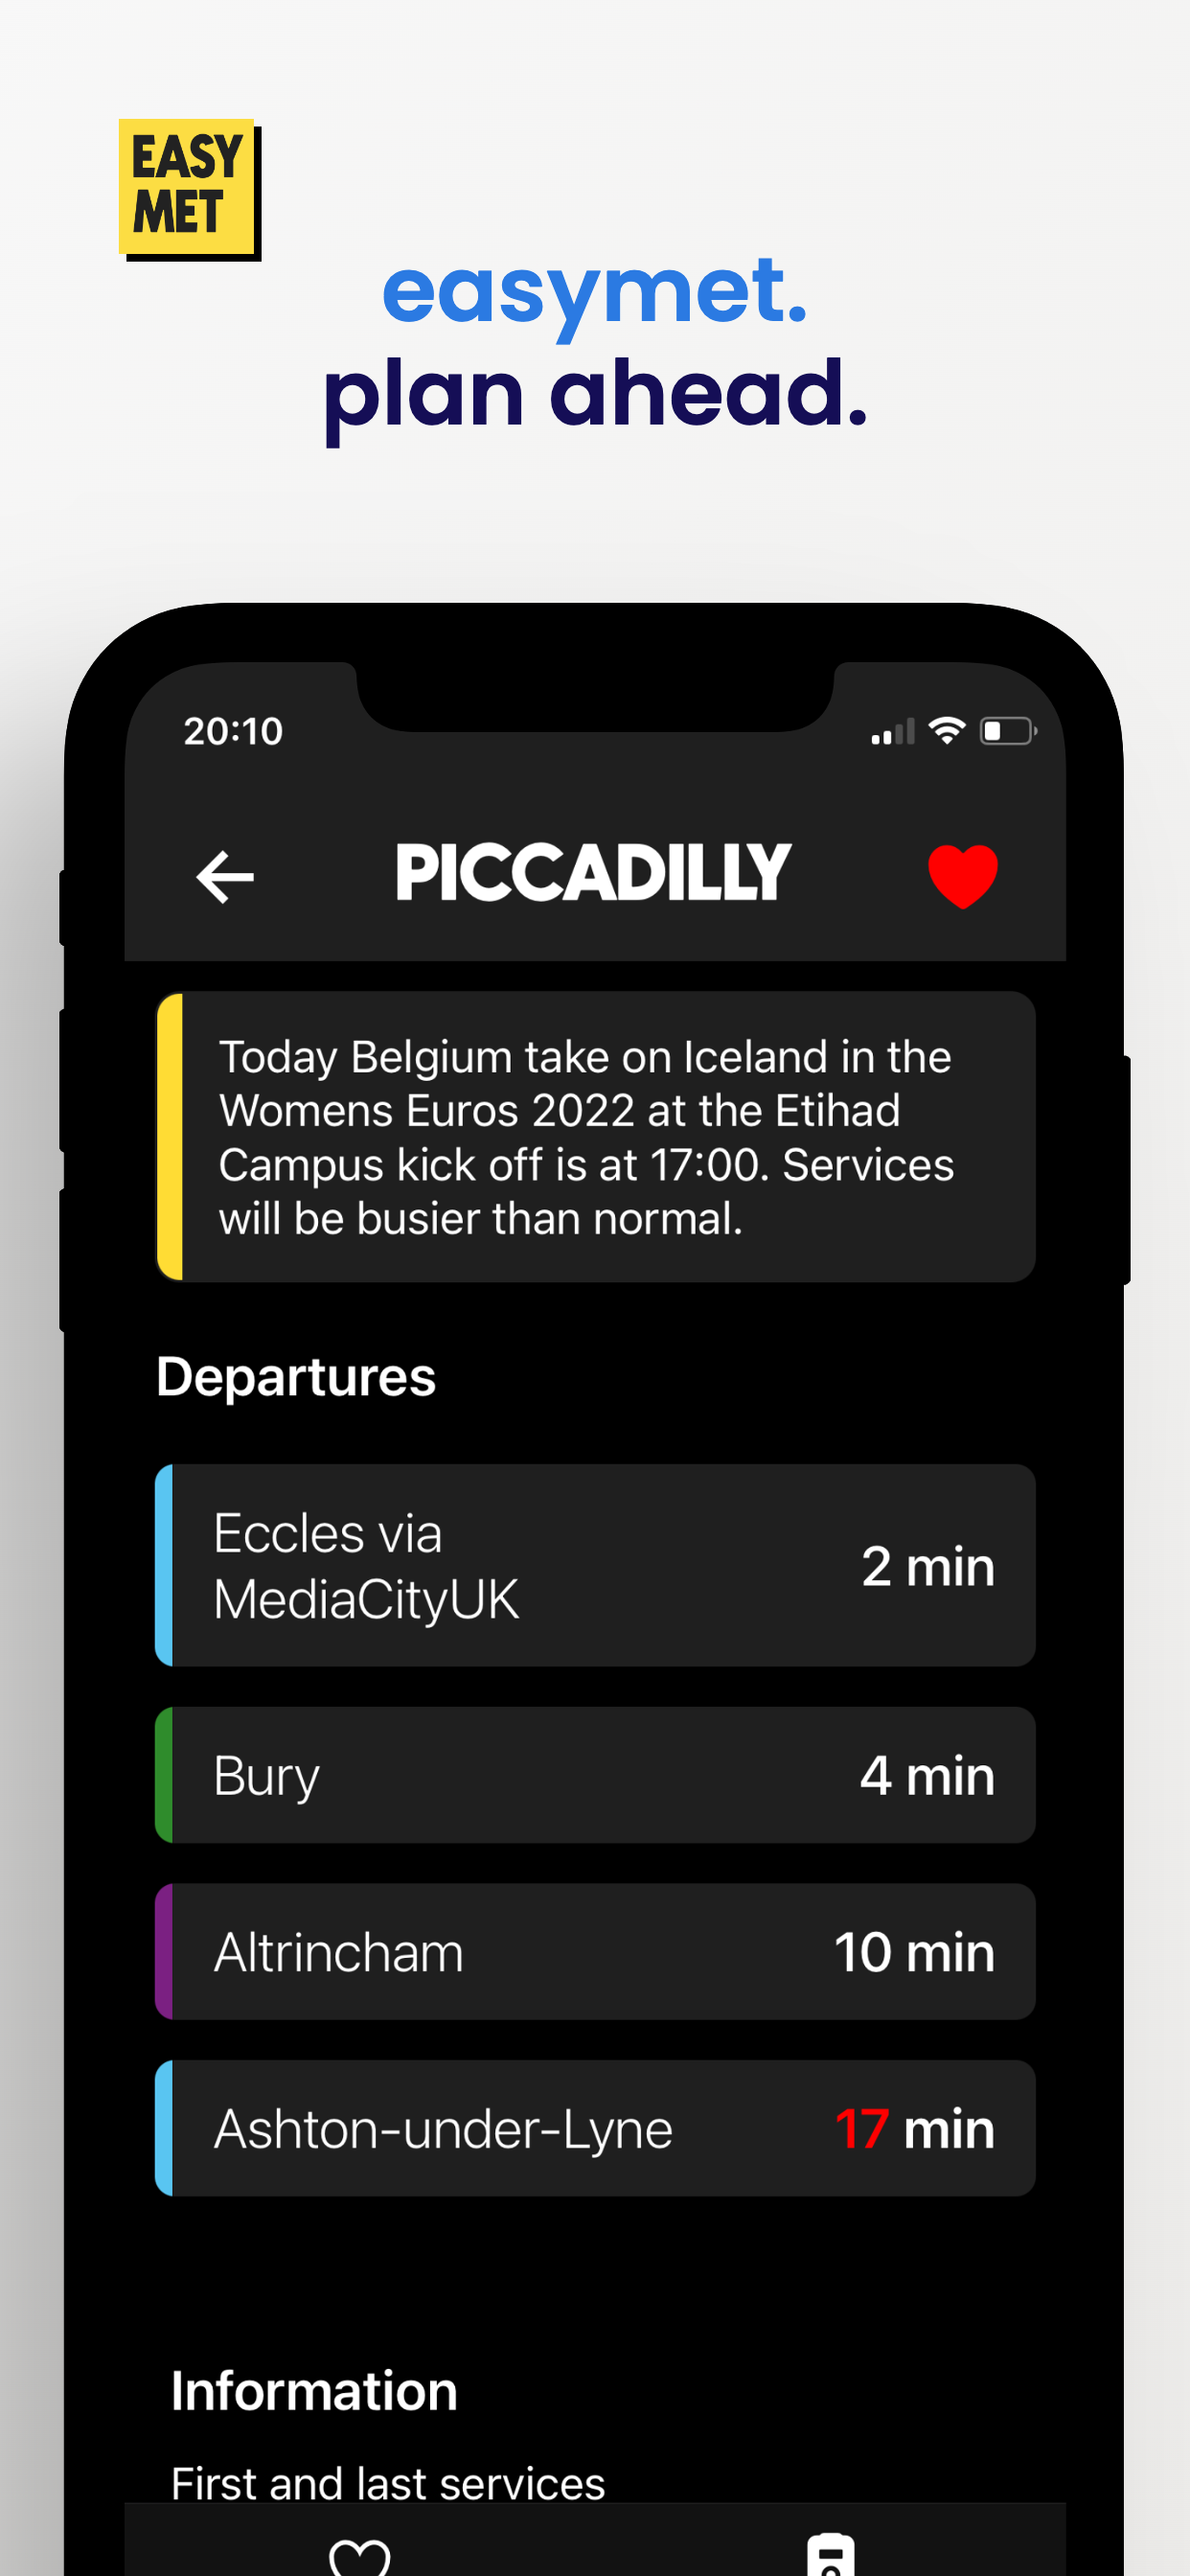 EASY
MET
easymet.
plan ahead.
20:10
PICCADILLY
Today Belgium take on Iceland in the
Womens Euros 2022 at the Etihad
Campus kick off is at 17:00. Services
will be busier than normal.
Departures
Eccles via
MediaCityUK
2 min
Bury
4 min
Altrincham
10 min
Ashton-under-Lyne
17 min
Information
First and last services